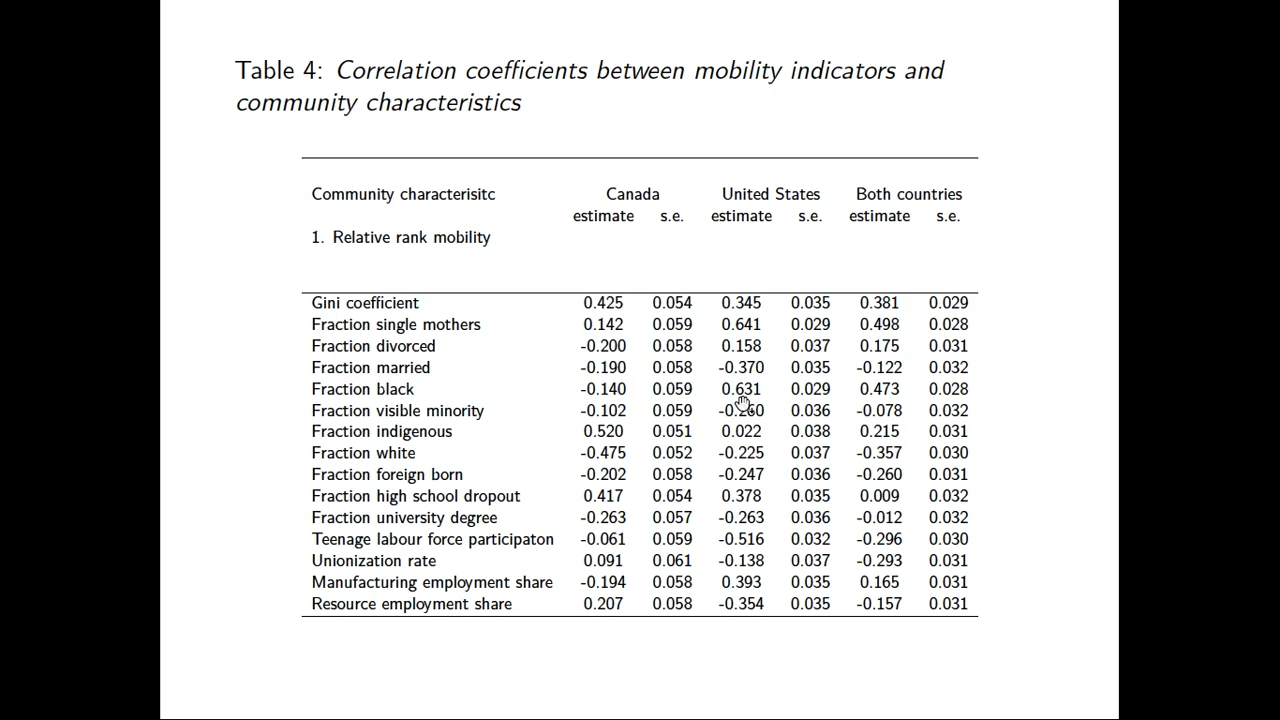 Table 4: Correlation coefficients between mobility indicators and
community characteristics
Community characterisitc Canada United States Both countries
estimate s.e. estimate s.e. estimate s.e.
1. Relative rank mobility
Gini coefficient 0.425 0.054 0.345 0.035 0.381 0.029
Fraction single mothers 0.142 0.059 0.641 0.029 0.498 0.028
Fraction divorced -0.200 0.058 0.158 0.037 0.175 0.031
Fraction married -0.190 0.058 -0.370 0.035 -0.122 0.032
Fraction black -0.140 0.059 0.631 0.029 0.473 0.028
Fraction visible minority -0.102 0.059 0.036 -0.078 0.032
Fraction indigenous 0.520 0.051 0.022 0.038 0.215 0.031
Fraction white -0.475 0.052 -0.225 0.037 -0.357 0.030
Fraction foreign born -0.202 0.058 -0.247 0.036 -0.260 0.031
Fraction high school dropout 0.417 0.054 0.378 0.035 0.009 0.032
Fraction university degree -0.263 0.057 -0.263 0.036 -0.012 0.032
Teenage labour force participaton -0.061 0.059 -0.516 0.032 -0.296 0.030
Unionization rate 0.091 0.061 -0.138 0.037 -0.293 0.031
Manufacturing employment share -0.194 0.058 0.393 0.035 0.165 0.031
Resource employment share 0.207 0.058 -0.354 0.035 -0.157 0.031